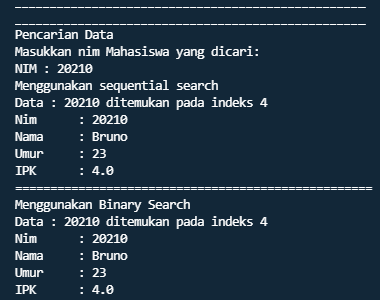 ___________________________________________________
___________________________________________________
Pencarian Data
Masukkan nim Mahasiswa yang dicari:
NIM : 20210
Menggunakan sequential search
Data : 20210 ditemukan pada indeks 4
Nim      : 20210
Nama     : Bruno
Umur     : 23
IPK      : 4.0
===================================================
Menggunakan Binary Search
Data : 20210 ditemukan pada indeks 4
Nim      : 20210
Nama     : Bruno
Umur     : 23
IPK      : 4.0